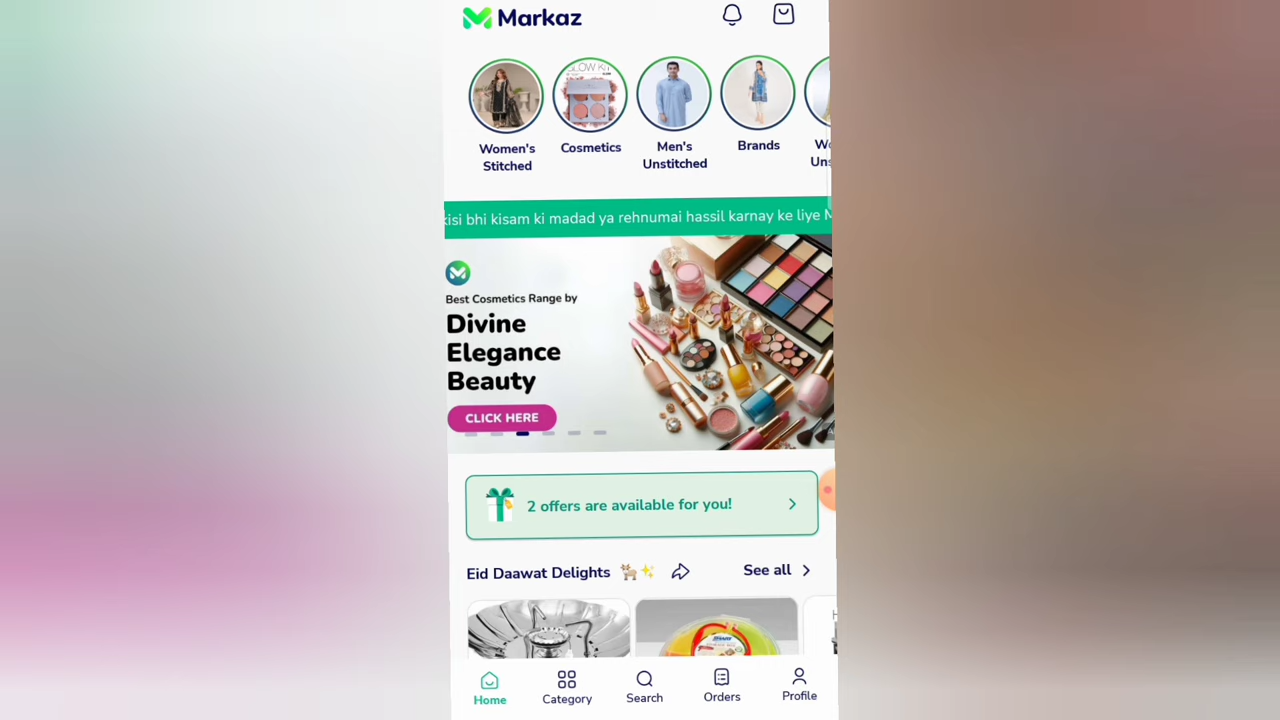 Markaz
Women's
Stitched
Cosmetics
GLOW KIT
Men's
Unstitched
Brands
kisi bhi kisam ki madad ya rehnumai hassil karnay ke liye M
Best Cosmetics Range by
Divine
Elegance
Beauty
CLICK HERE
2 offers are available for you!
Eid Daawat Delights
See all
Home
Category
Search
Orders
Profile